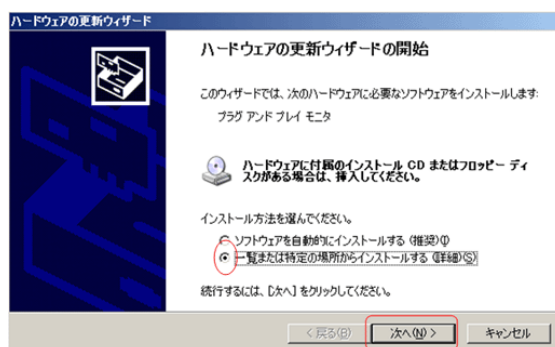 ハードウェアの更新ウィザード
ハードウェアの更新ウィザードの開始
このウィザードでは、次のハードウェアに必要なソフトウェアをインストールします:
プラグ アンド プレイ モニタ
ハードウェアに付属のインストール CD またはフロッピー ディ
スクがある場合は、挿入してください。
インストール方法を選んでください。
ソフトウェアを自動的にインストールする (推奨)(I)
一覧または特定の場所からインストールする (詳細)(S)
続行するには、[次へ] をクリックしてください。
< 戻る(B) 次へ(N) > キャンセル